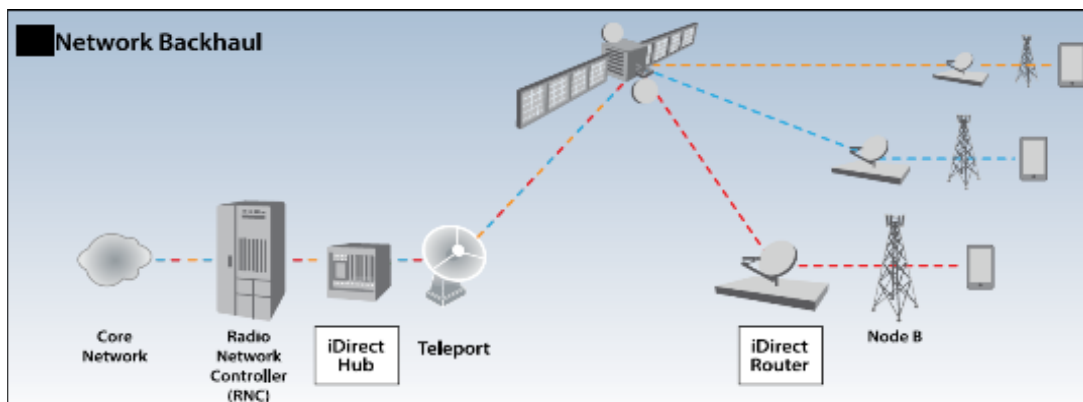 Network Backhaul
Core
Network
Radio
Network
Controller
(RNC)
iDirect
Hub
Teleport
iDirect
Router
Node B